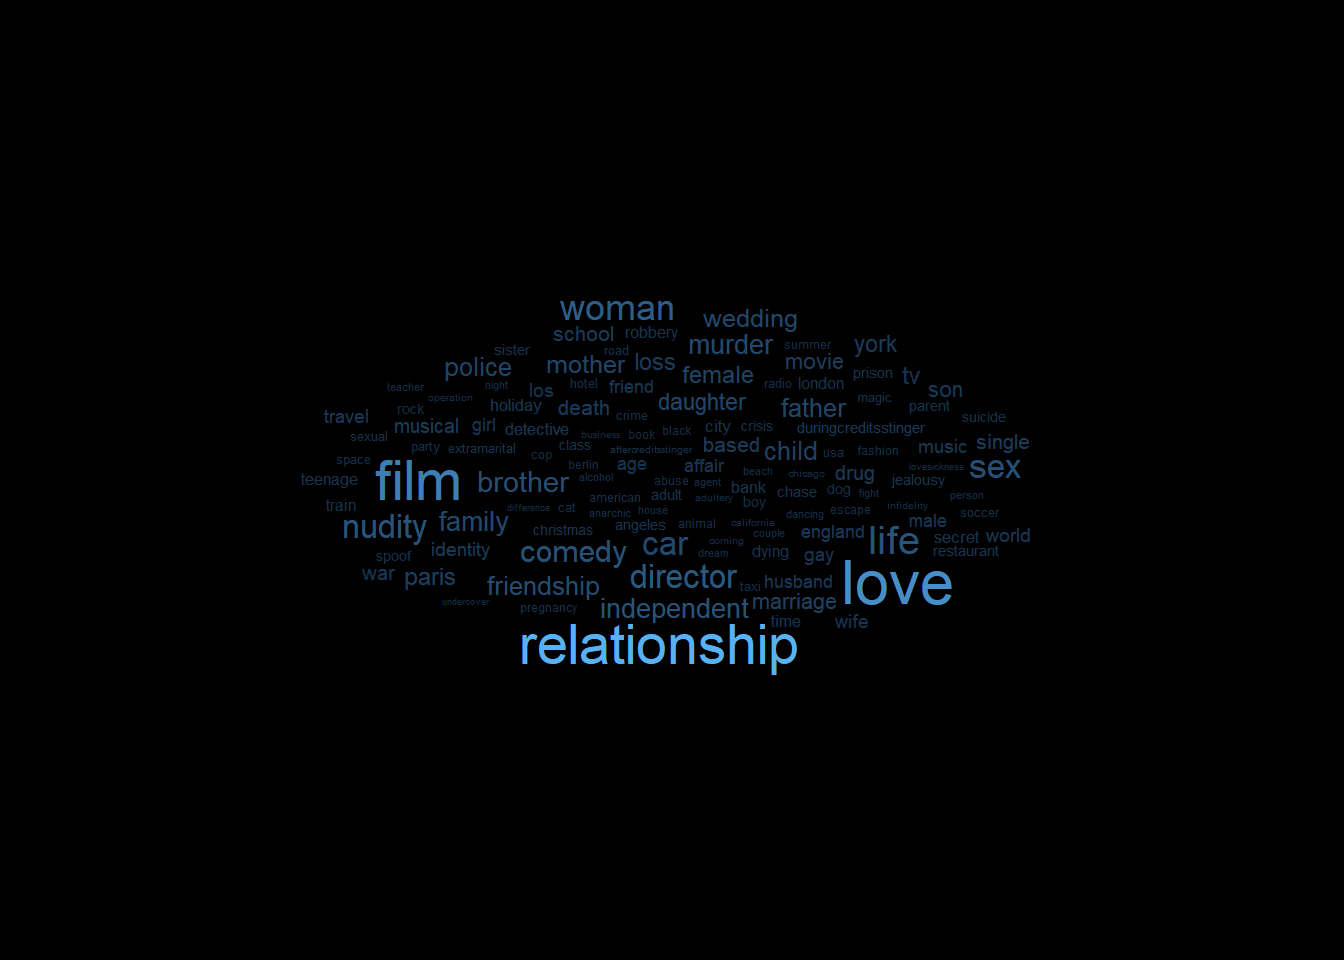 woman wedding
school robbery
sister road murder summer york
police mother loss movie
female prison tv
teacher night hotel friend radio london son
operation los magic
holiday death daughter father parent
rock crime
travel musical girl detective city crisis duringcreditsstinger suicide
sexual business book black
party extramarital class aftercreditsstinger based child usa fashion music single
space cop berlin age affair beach chicago lovesickness sex
teenage film brother alcohol abuse agent bank drug jealousy
american adult adultery chase dog fight person
train difference cat anarchic house boy dancing escape infidelity soccer
nudity family christmas angeles animal california couple england male
spoof identity comedy car coming dream dying gay life secret world
restaurant
war paris friendship director taxi husband love
undercover pregnancy independent marriage
time wife
relationship